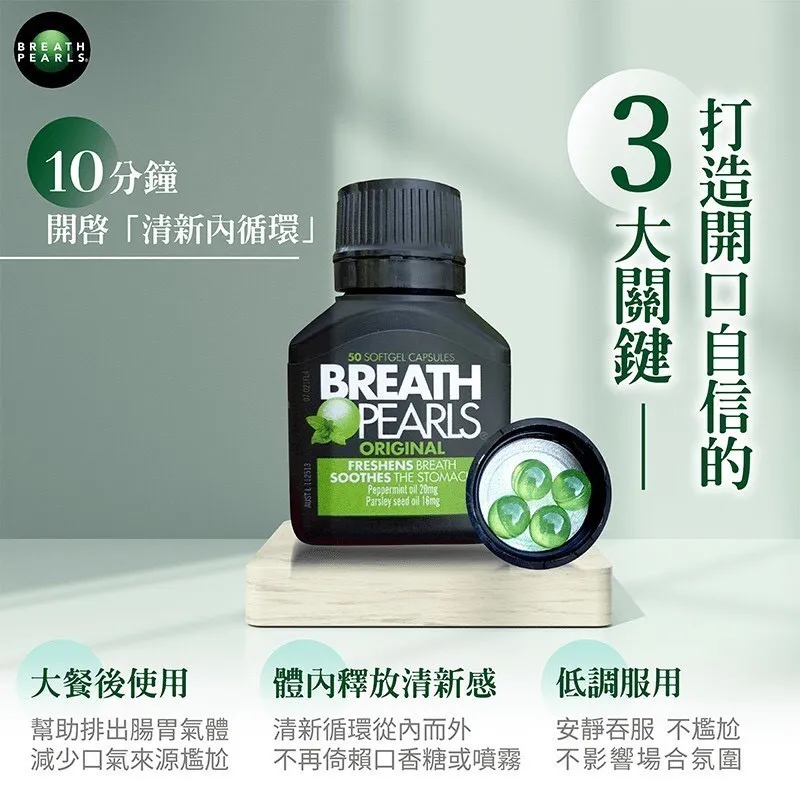 BREATH
PEARLS®
10分鐘
開啓「清新內循環」
打造開口自信的
3大關鍵
50 SOFTGEL CAPSULES
BREATH
PEARLS
ORIGINAL
FRESHENS BREATH
SOOTHES THE STOMAC
Peppermint oil 20mg
Parsley seed oil 16mg
大餐後使用
幫助排出腸胃氣體
減少口氣來源尷尬
體內釋放清新感
清新循環從內而外
不再倚賴口香糖或噴霧
低調服用
安靜吞服 不尷尬
不影響場合氛圍